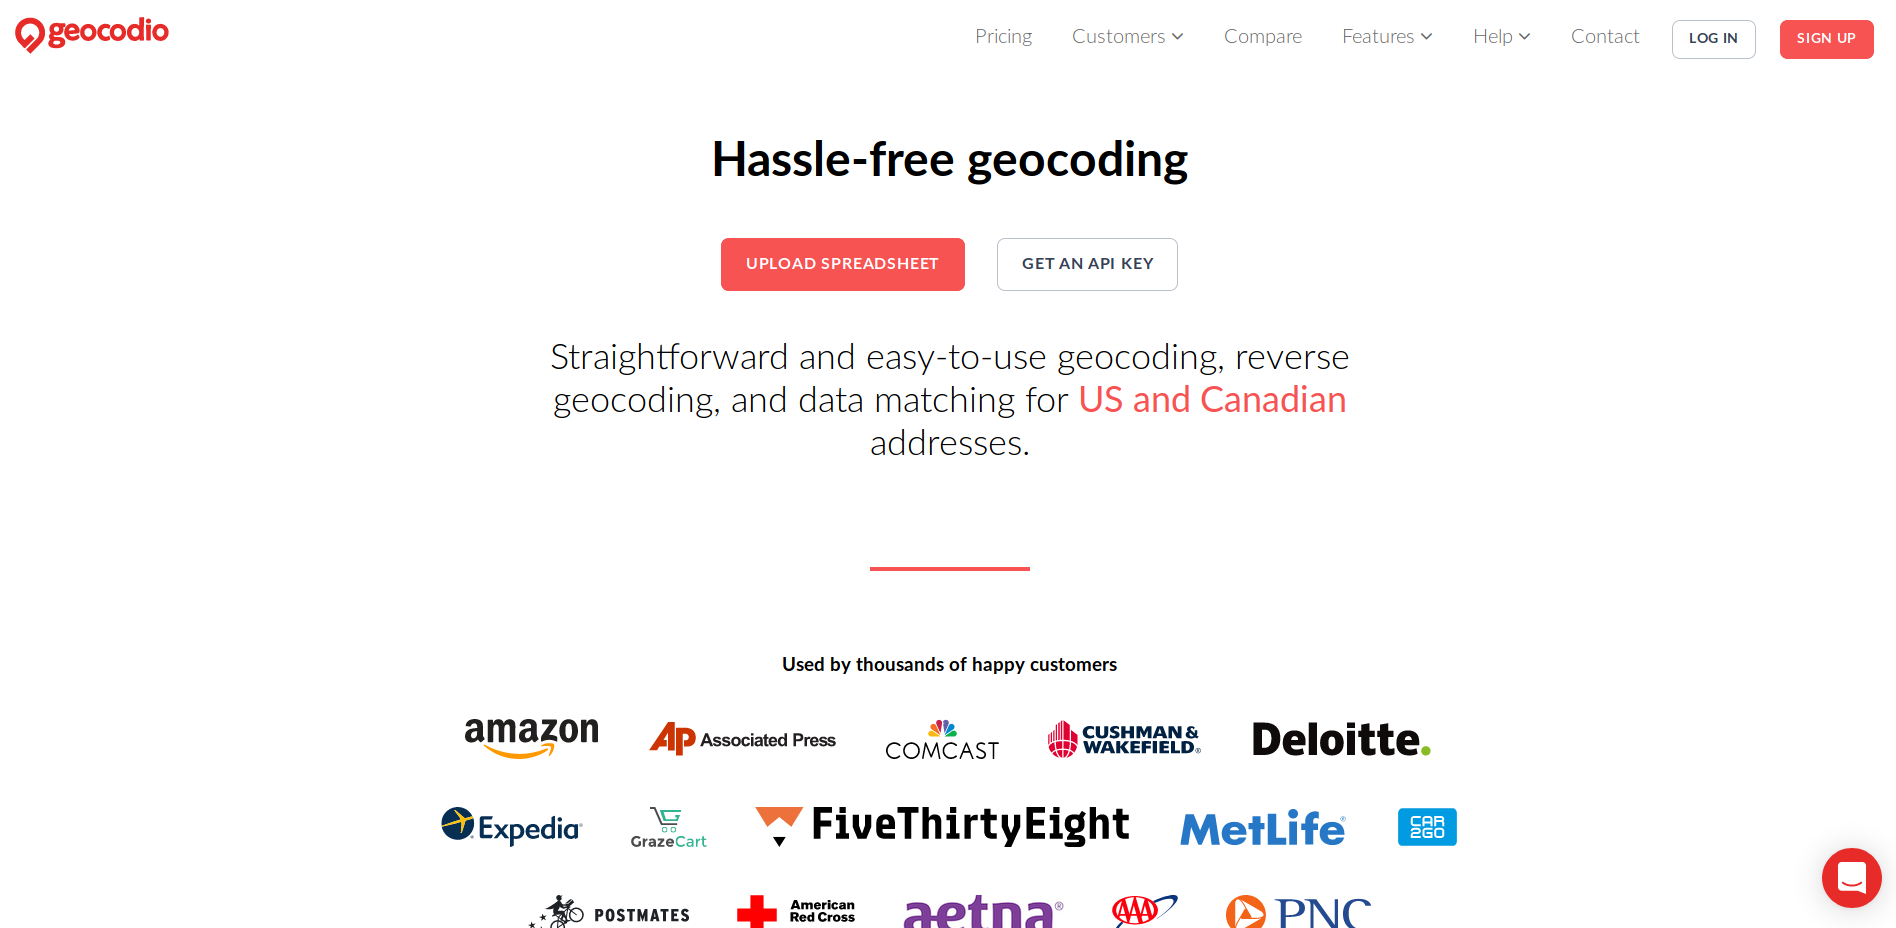 geocodio
Pricing
Customers
Compare
Features
Help
Contact
LOG IN
SIGN UP
Hassle-free geocoding
UPLOAD SPREADSHEET
GET AN API KEY
Straightforward and easy-to-use geocoding, reverse
geocoding, and data matching for US and Canadian
addresses.
Used by thousands of happy customers
amazon
AP Associated Press
COMCAST
CUSHMAN &
WAKEFIELD®
Deloitte.
Expedia®
GrazeCart
FiveThirtyEight
MetLife®
CAR
2GO
POSTMATES
American
Red Cross
aetna®
AAA
PNC